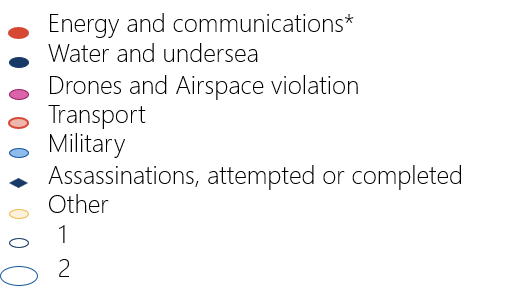 Energy and communications*
Water and undersea
Drones and Airspace violation
Transport
Military
Assassinations, attempted or completed
Other
1
2